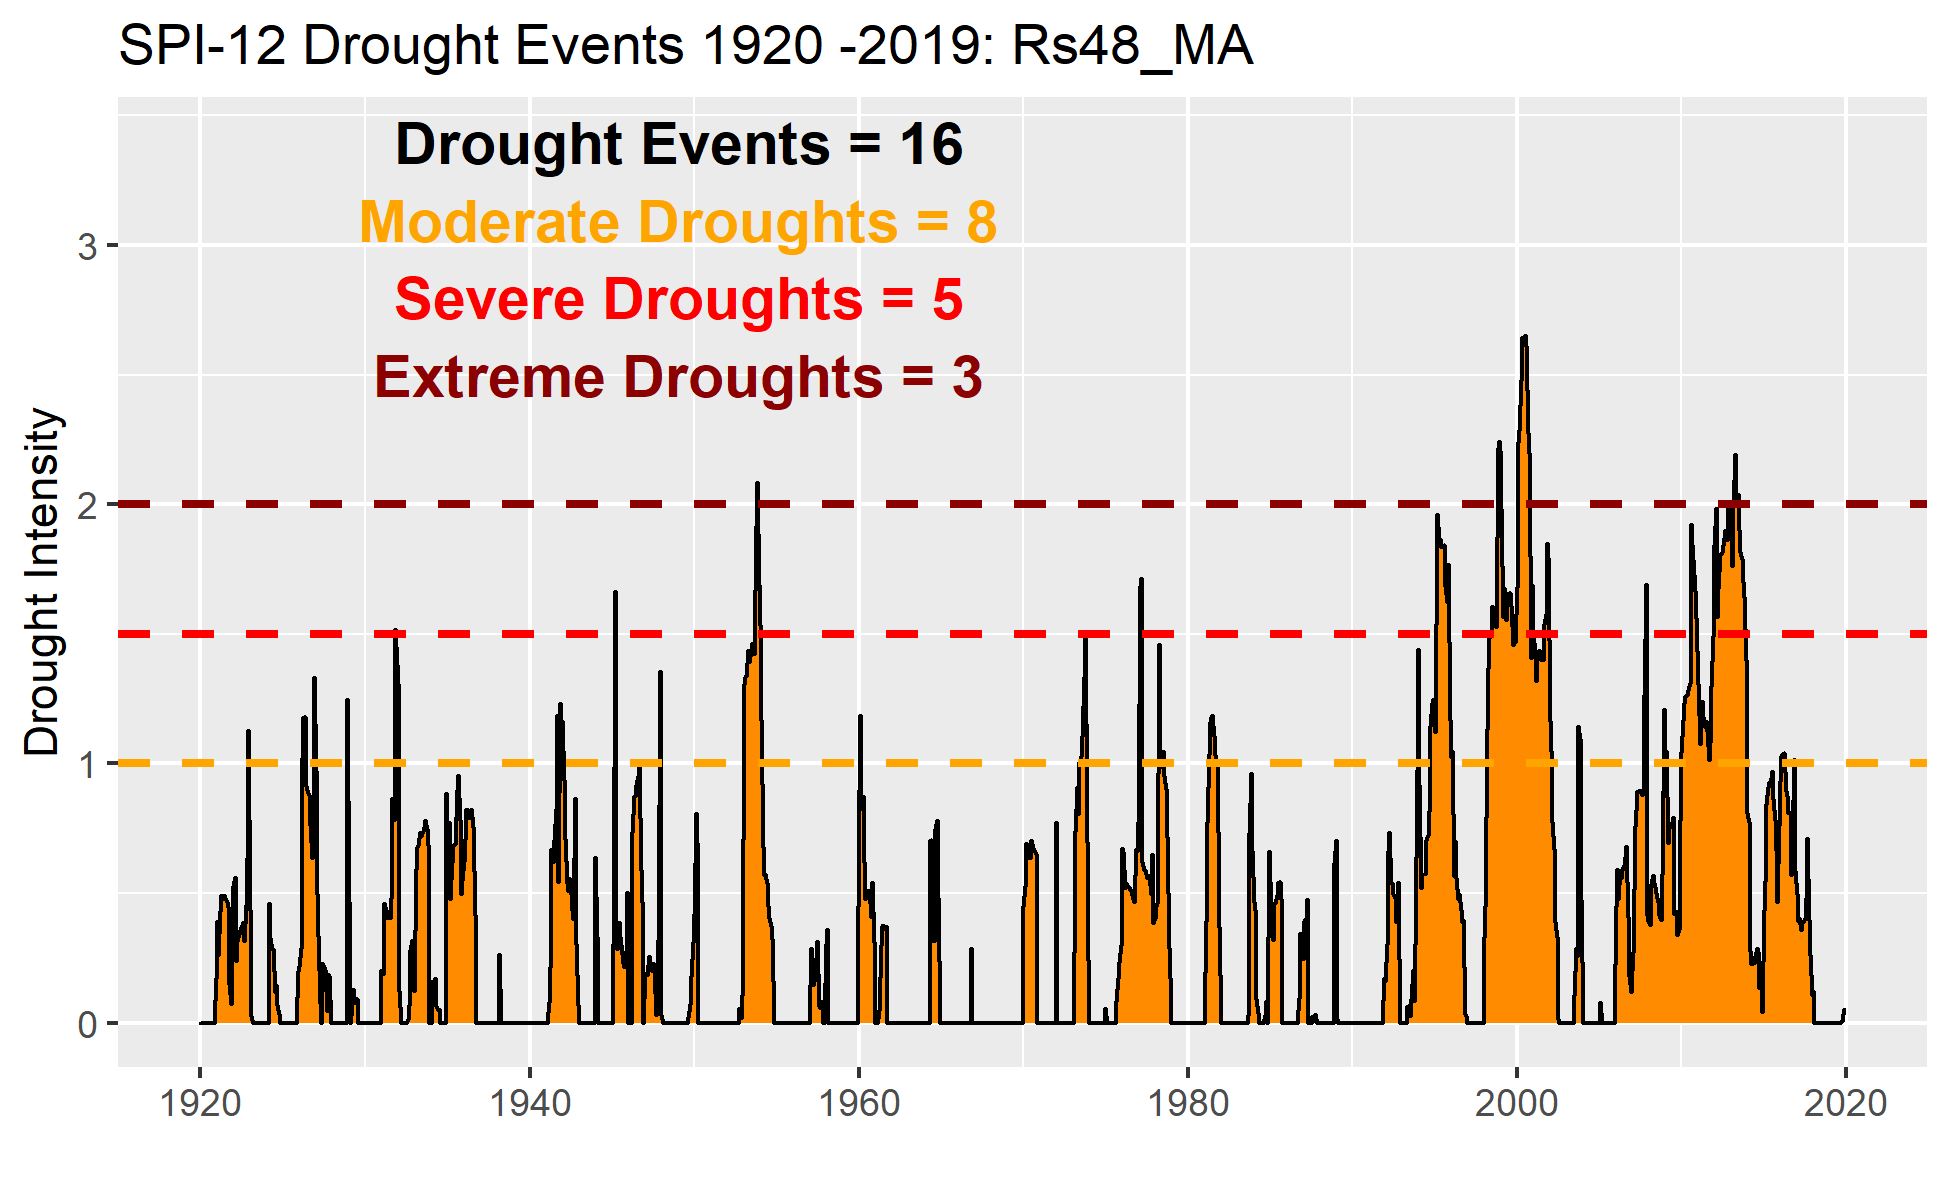 SPI-12 Drought Events 1920 -2019: Rs48_MA
Drought Events = 16
Moderate Droughts = 8
Severe Droughts = 5
Extreme Droughts = 3
Drought Intensity
3
2
1
0
1920 1940 1960 1980 2000 2020